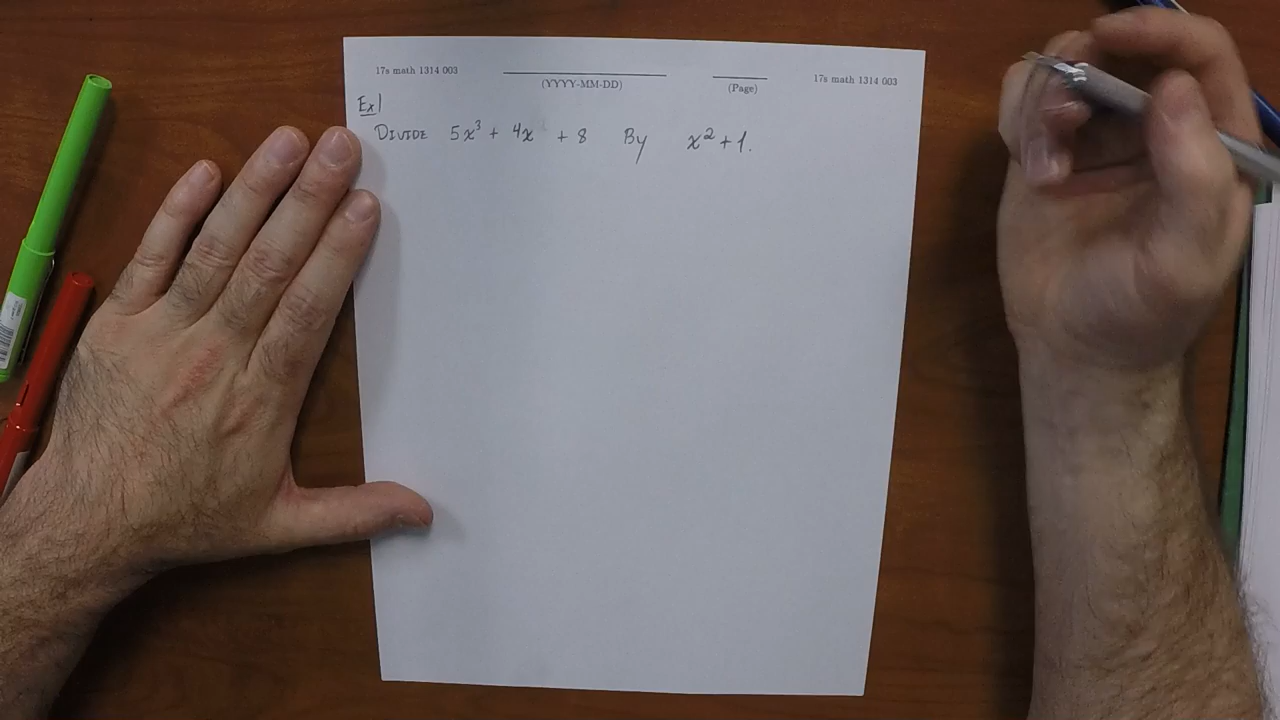 17s math 1314 003 (YYYY-MM-DD) (Page) 17s math 1314 003
Ex1
DIVIDE 5x³ + 4x + 8 By x² + 1.